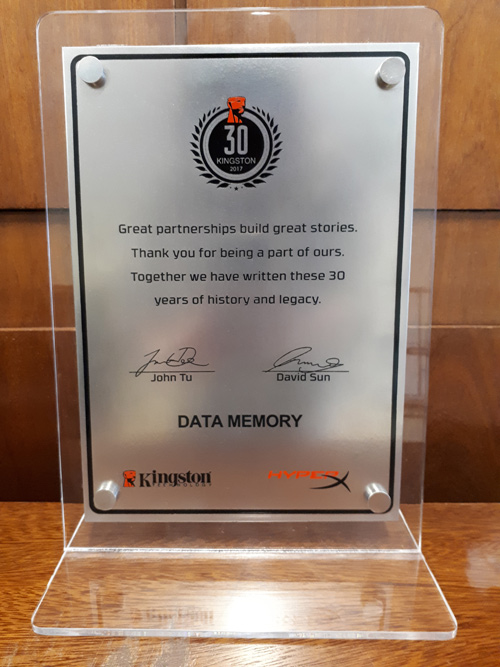 30
KINGSTON
2017
Great partnerships build great stories.
Thank you for being a part of ours.
Together we have written these 30
years of history and legacy.
John Tu
David Sun
DATA MEMORY
Kingston
TECHNOLOGY
HYPERX